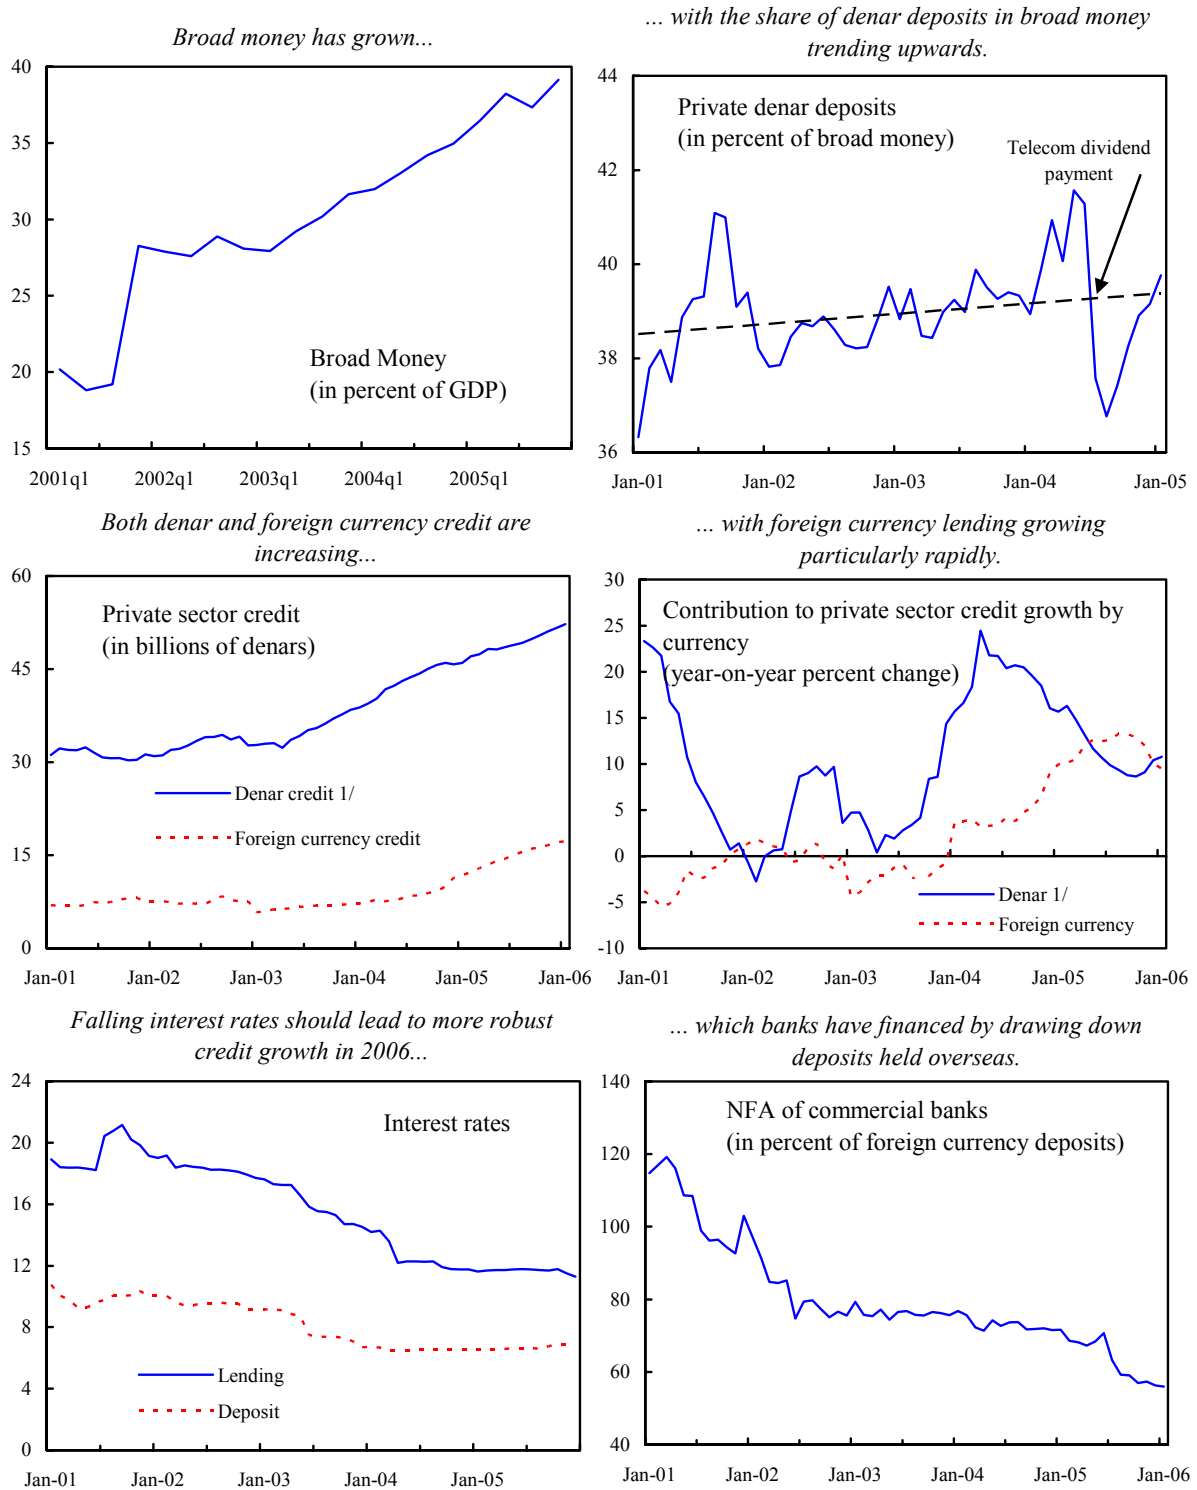 Broad money has grown...
40
35
30
25
20
15
Broad Money
(in percent of GDP)
2001q1 2002q1 2003q1 2004q1 2005q1
... with the share of denar deposits in broad money
trending upwards.
44
42
40
38
36
Private denar deposits
(in percent of broad money)
Telecom dividend
payment
Jan-01 Jan-02 Jan-03 Jan-04 Jan-05
Both denar and foreign currency credit are
increasing...
60
45
30
15
0
Private sector credit
(in billions of denars)
Denar credit 1/
Foreign currency credit
Jan-01 Jan-02 Jan-03 Jan-04 Jan-05 Jan-06
... with foreign currency lending growing
particularly rapidly.
30
25
20
15
10
5
0
-5
-10
Contribution to private sector credit growth by
currency
(year-on-year percent change)
Denar 1/
Foreign currency
Jan-01 Jan-02 Jan-03 Jan-04 Jan-05 Jan-06
Falling interest rates should lead to more robust
credit growth in 2006...
24
20
16
12
8
4
0
Interest rates
Lending
Deposit
Jan-01 Jan-02 Jan-03 Jan-04 Jan-05
... which banks have financed by drawing down
deposits held overseas.
140
120
100
80
60
40
NFA of commercial banks
(in percent of foreign currency deposits)
Jan-01 Jan-02 Jan-03 Jan-04 Jan-05 Jan-06